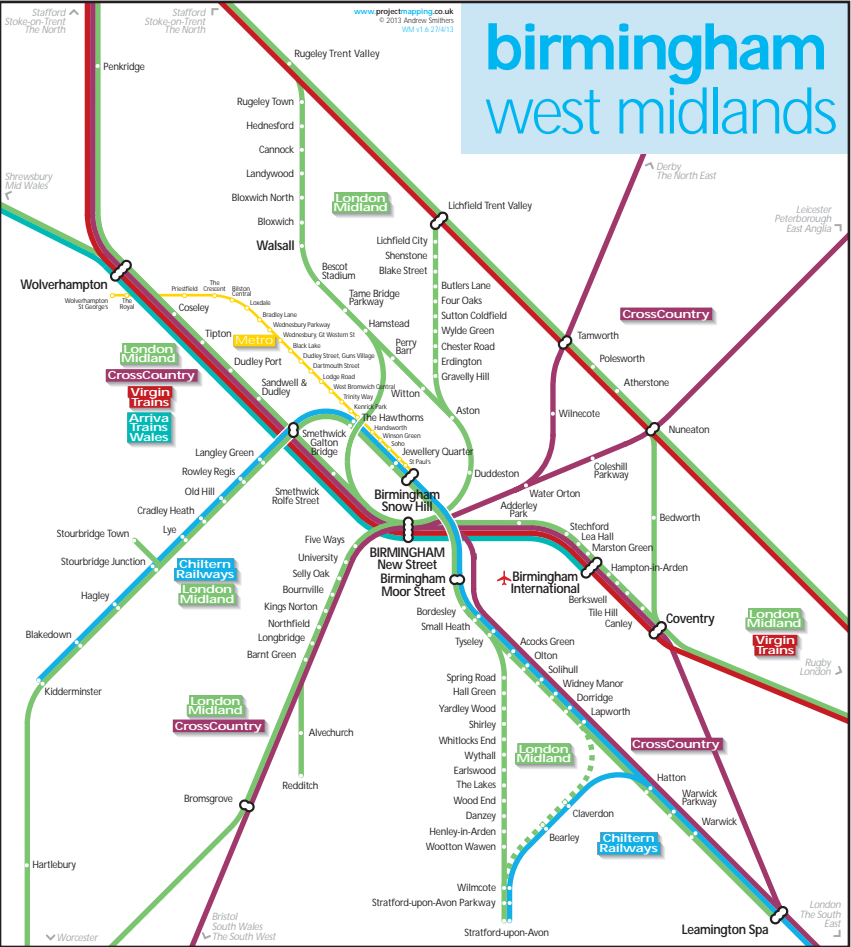 Stafford
Stoke-on-Trent
The North
Stafford
Stoke-on-Trent
The North
www.projectmapping.co.uk
© 2013 Andrew Smithers
WM v1.6 27/4/13
birmingham
west midlands
Penkridge
Rugeley Trent Valley
Rugeley Town
Hednesford
Cannock
Landywood
Bloxwich North
Bloxwich
Walsall
London
Midland
Shrewsbury
Mid Wales
Derby
The North East
Leicester
Peterborough
East Anglia
Lichfield Trent Valley
Lichfield City
Shenstone
Blake Street
Butlers Lane
Four Oaks
Sutton Coldfield
Wylde Green
Chester Road
Erdington
Gravelly Hill
Bescot
Stadium
Tame Bridge
Parkway
Hamstead
Perry
Barr
Witton
Aston
Duddeston
Wolverhampton
Wolverhampton
St Georges
The
Royal
Priestfield
The
Crescent
Bilston
Central
Loxdale
Bradley Lane
Wednesbury Parkway
Wednesbury, Gt Western St
Black Lake
Dudley Street, Guns Village
Dartmouth Street
Lodge Road
West Bromwich Central
Trinity Way
Kenrick Park
The Hawthorns
Handsworth
Winson Green
Soho
Jewellery Quarter
St Paul's
Metro
Coseley
Tipton
Dudley Port
Sandwell &
Dudley
London
Midland
CrossCountry
Virgin
Trains
Arriva
Trains
Wales
CrossCountry
Tamworth
Polesworth
Atherstone
Wilnecote
Nuneaton
Coleshill
Parkway
Water Orton
Bedworth
Smethwick
Galton
Bridge
Smethwick
Rolfe Street
Langley Green
Rowley Regis
Old Hill
Cradley Heath
Lye
Stourbridge Town
Stourbridge Junction
Hagley
Blakedown
Kidderminster
Hartlebury
Worcester
Chiltern
Railways
London
Midland
Birmingham
Snow Hill
BIRMINGHAM
New Street
Birmingham
Moor Street
Adderley
Park
Stechford
Lea Hall
Marston Green
Birmingham
International
Hampton-in-Arden
Berkswell
Tile Hill
Canley
Coventry
London
Midland
Virgin
Trains
Rugby
London
Five Ways
University
Selly Oak
Bournville
Kings Norton
Northfield
Longbridge
Barnt Green
London
Midland
CrossCountry
Alvechurch
Redditch
Bromsgrove
Bristol
South Wales
The South West
Bordesley
Small Heath
Tyseley
Acocks Green
Olton
Solihull
Widney Manor
Dorridge
Lapworth
Spring Road
Hall Green
Yardley Wood
Shirley
Whitlocks End
Wythall
Earlswood
The Lakes
Wood End
Danzey
Henley-in-Arden
Wootton Wawen
Wilmcote
Stratford-upon-Avon Parkway
Stratford-upon-Avon
London
Midland
CrossCountry
Hatton
Warwick
Parkway
Warwick
Claverdon
Bearley
Chiltern
Railways
Leamington Spa
London
The South
East